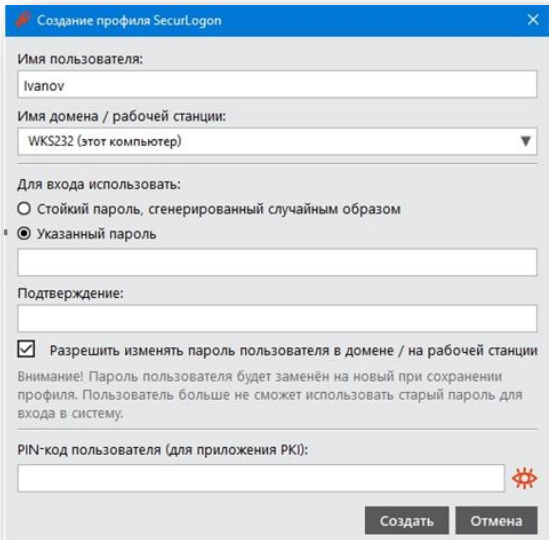 Создание профиля SecurLogon
Имя пользователя:
Ivanov
Имя домена / рабочей станции:
WKS232 (этот компьютер)
Для входа использовать:
Стойкий пароль, сгенерированный случайным образом
Указанный пароль
Подтверждение:
Разрешить изменять пароль пользователя в домене / на рабочей станции
Внимание! Пароль пользователя будет заменён на новый при сохранении
профиля. Пользователь больше не сможет использовать старый пароль для
входа в систему.
PIN-код пользователя (для приложения PKI):
Создать Отмена